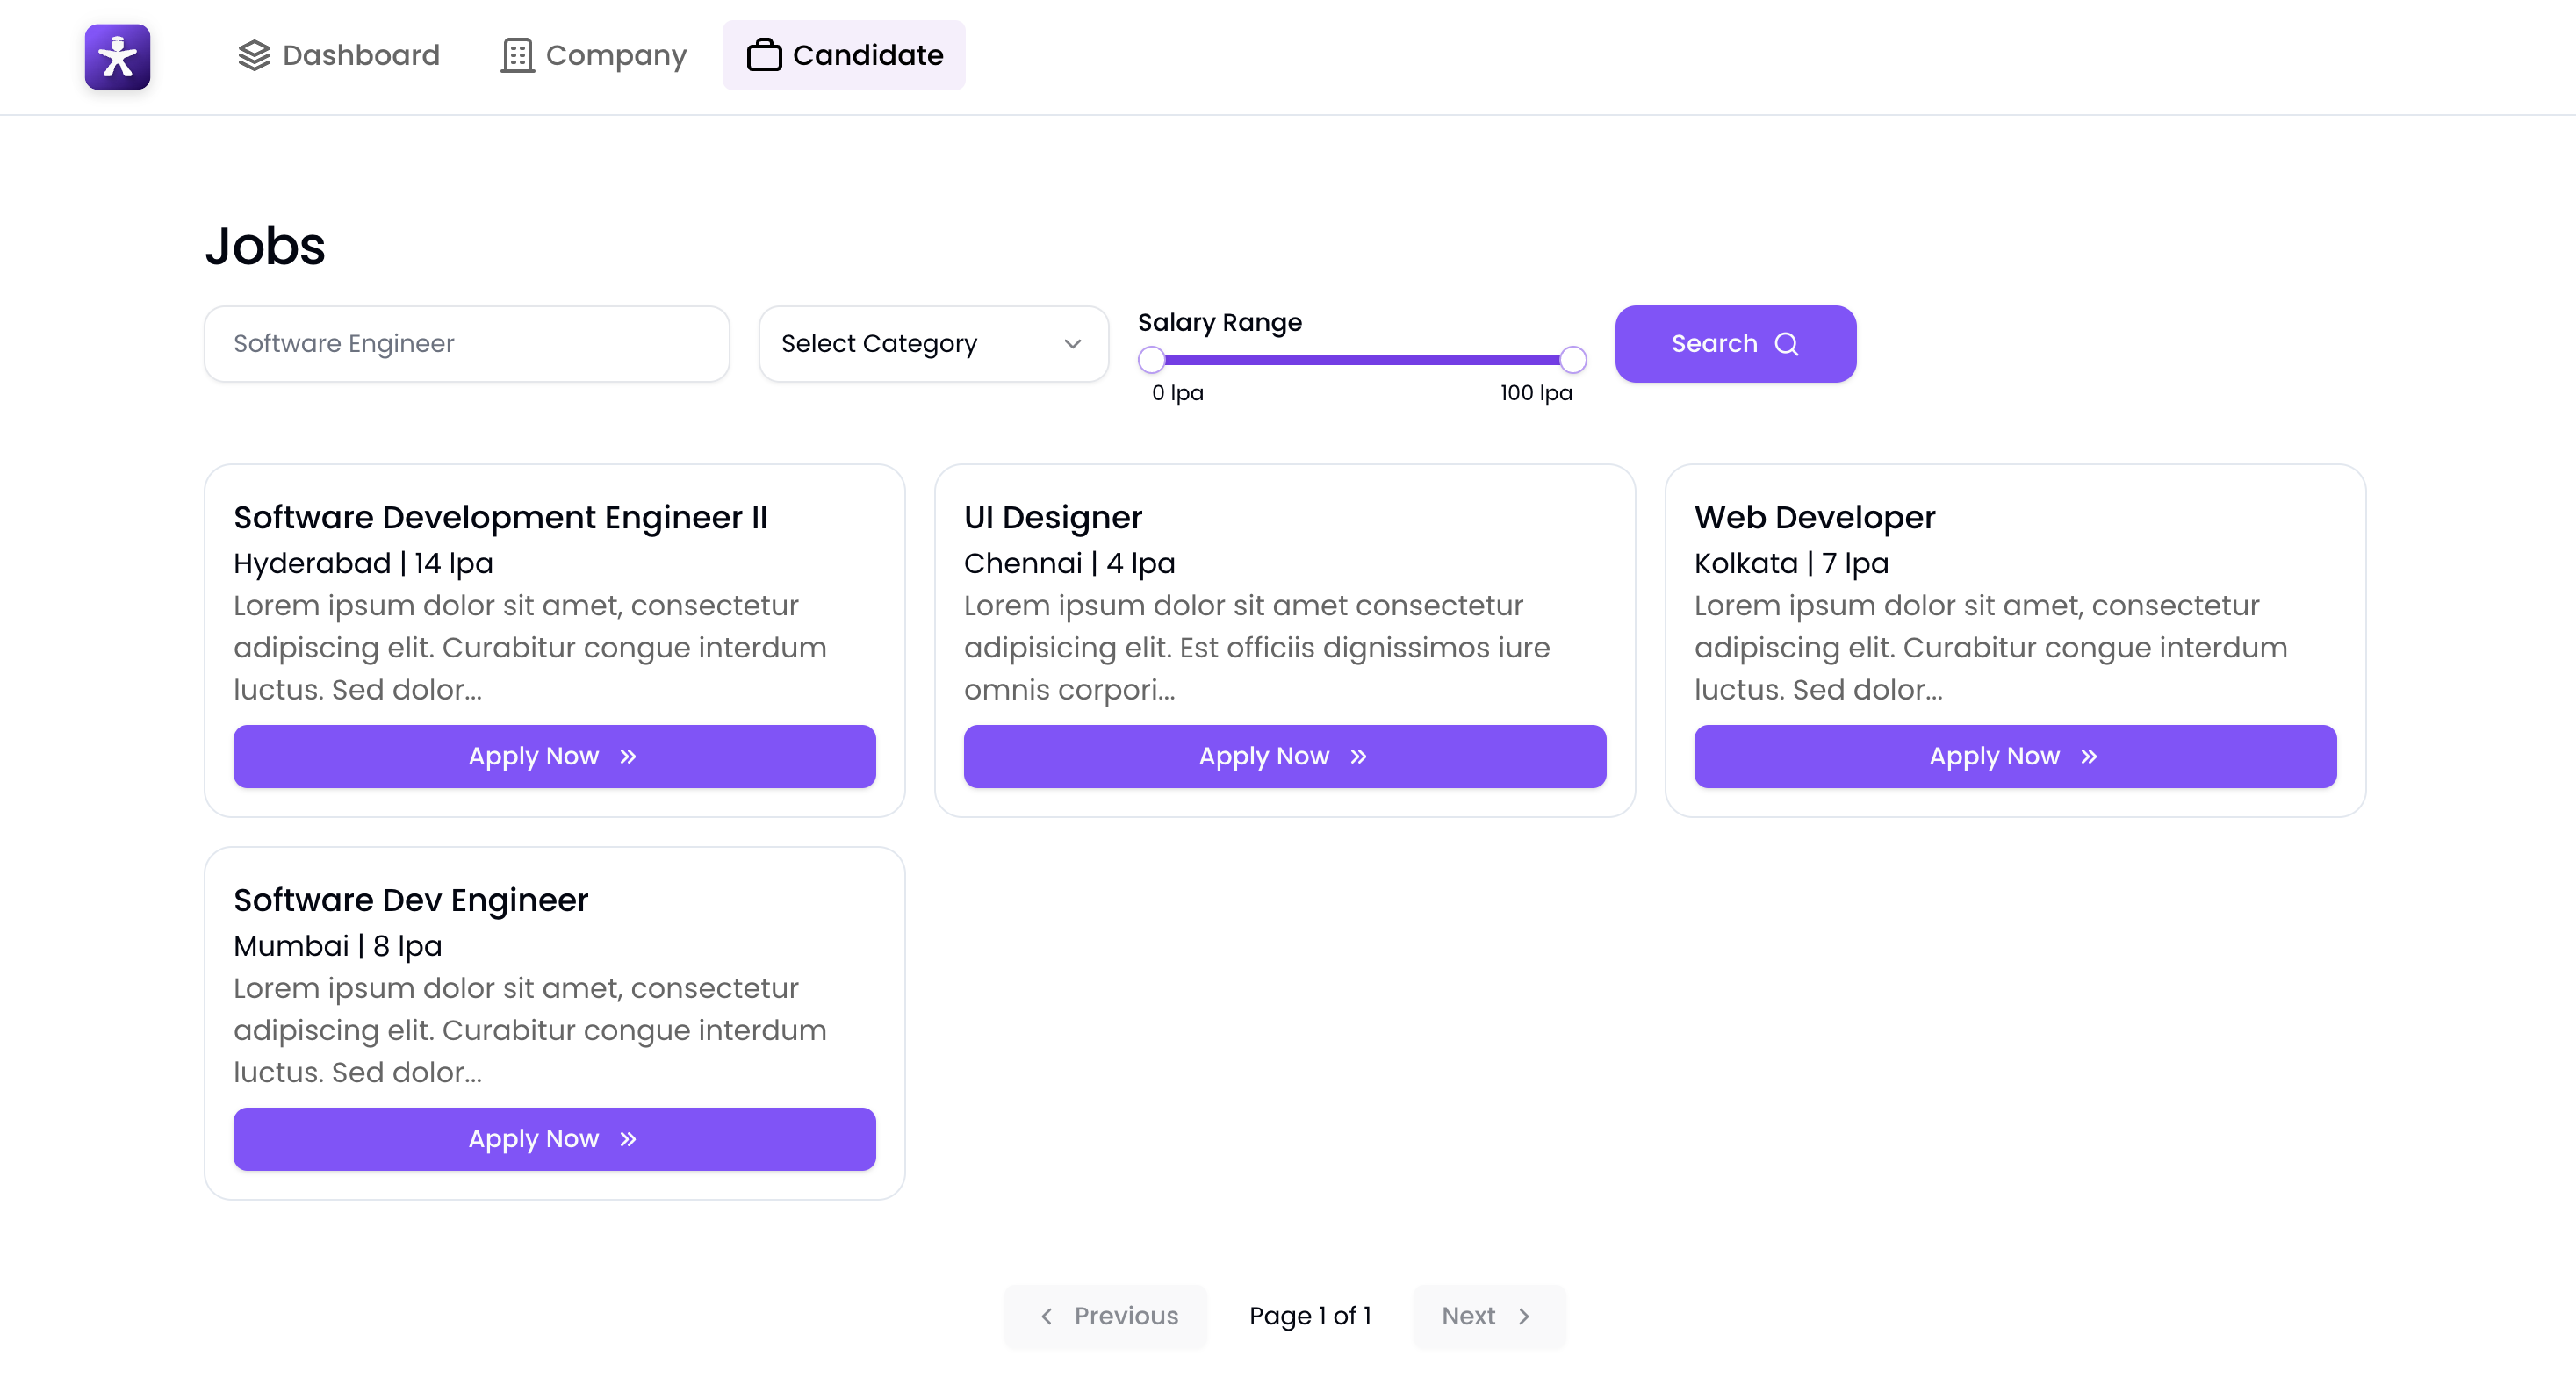 Dashboard
Company
Candidate
Jobs
Software Engineer
Select Category
Salary Range
0 lpa
100 lpa
Search
Software Development Engineer II
Hyderabad | 14 lpa
Lorem ipsum dolor sit amet, consectetur
adipiscing elit. Curabitur congue interdum
luctus. Sed dolor...
Apply Now
UI Designer
Chennai | 4 lpa
Lorem ipsum dolor sit amet consectetur
adipisicing elit. Est officiis dignissimos iure
omnis corpori...
Apply Now
Web Developer
Kolkata | 7 lpa
Lorem ipsum dolor sit amet, consectetur
adipiscing elit. Curabitur congue interdum
luctus. Sed dolor...
Apply Now
Software Dev Engineer
Mumbai | 8 lpa
Lorem ipsum dolor sit amet, consectetur
adipiscing elit. Curabitur congue interdum
luctus. Sed dolor...
Apply Now
Previous
Page 1 of 1
Next